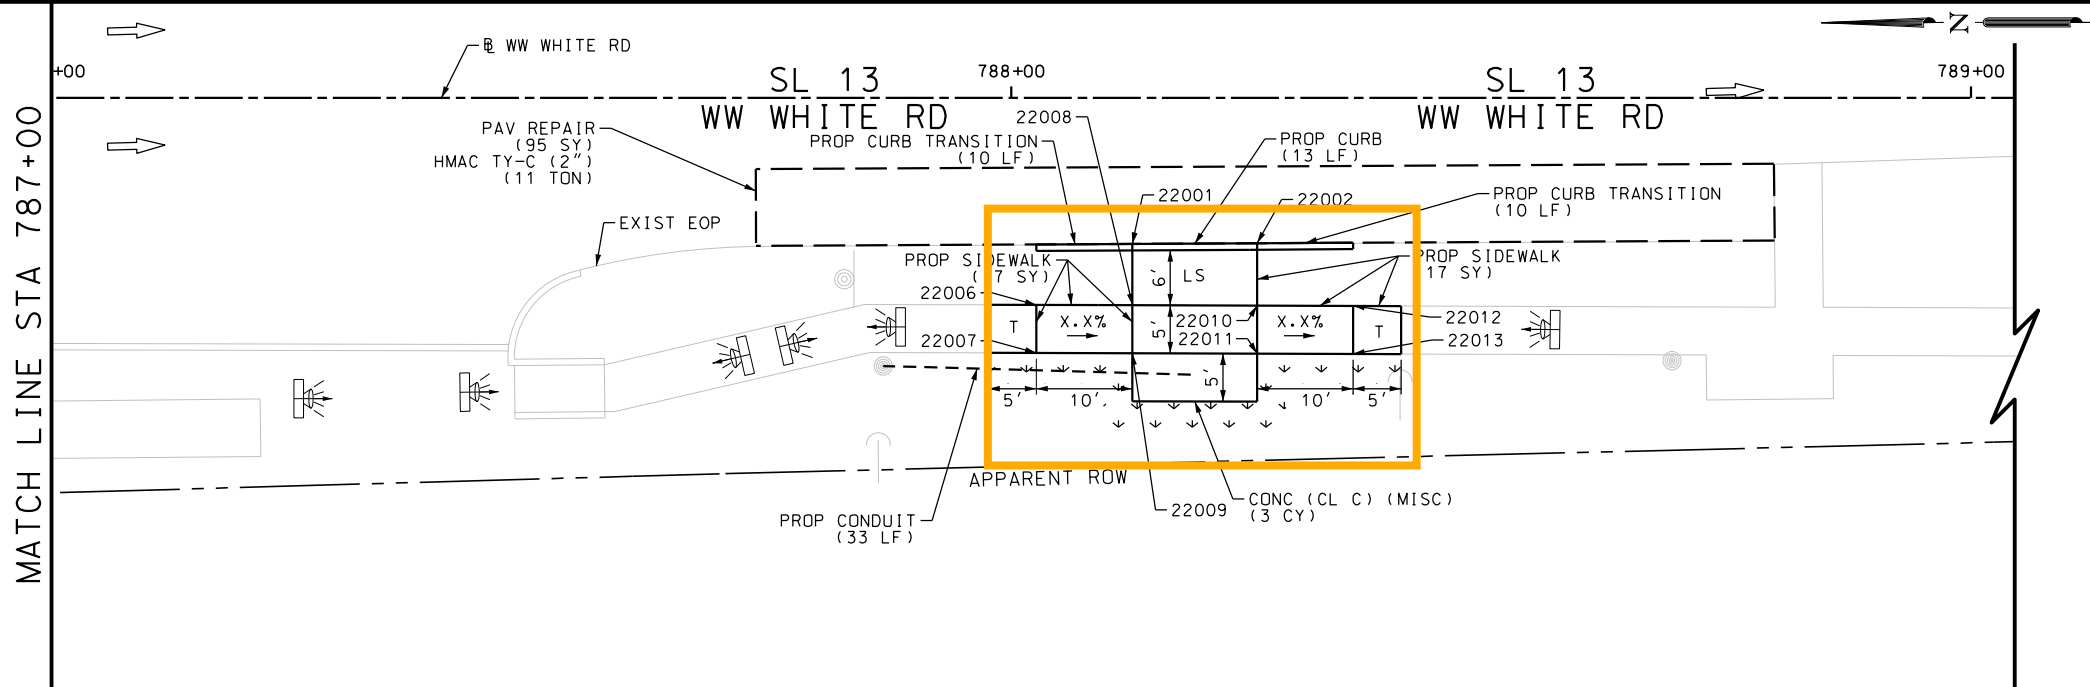 N
℄ WW WHITE RD
+00
SL 13
788+00
SL 13
789+00
WW WHITE RD
WW WHITE RD
MATCH LINE STA 787+00
PAV REPAIR
(95 SY)
HMAC TY-C (2")
(11 TON)
22008
PROP CURB TRANSITION
(10 LF)
PROP CURB
(13 LF)
22001
22002
PROP CURB TRANSITION
(10 LF)
EXIST EOP
PROP SIDEWALK
7 SY)
6'
LS
PROP SIDEWALK
17 SY)
22006
22007
T
X.X%
5'
22010
22011
X.X%
T
22012
22013
5'
10'
5'
10'
5'
APPARENT ROW
22009
CONC (CL C) (MISC)
(3 CY)
PROP CONDUIT
(33 LF)